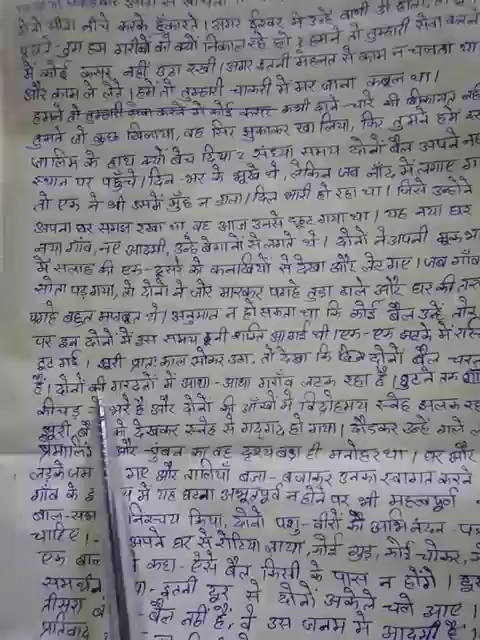 दोनों सींग नीचे करके हुंकारते। अगर ईश्वर ने उन्हें वाणी दी होती, तो
पूछते तुम हम गरीबों को क्यों निकाल रहे हो? हमने तो तुम्हारी सेवा करने
में कोई कसर नहीं उठा रखी। अगर इतनी मेहनत से काम न चलता था
और काम ले लेते। हमें तो तुम्हारी चाकरी में मर जाना कबूल था।
हमने तो तुम्हारी कभी दाने-चारे की शिकायत नहीं
तुमने जो कुछ खिलाया, वह सिर झुकाकर खा लिया, फिर तुमने हमें इस
जालिम के हाथ क्यों बेच दिया? संध्या समय दोनों बैल अपने नए
स्थान पर पहुँचे। दिन-भर के भूखे थे, लेकिन जब नाँद में लगाए गए
तो एक ने भी उसमें मुँह न डाला। दिल भारी हो रहा था। जिसे उन्होंने
अपना घर समझ रखा था वह आज उनसे छूट गया था। यह नया घर
नया गाँव, नए आदमी, उन्हें बेगानों से लगते थे। दोनों ने अपनी मूक-भाषा
में सलाह की एक-दूसरे को कनखियों से देखा और लेट गए। जब गाँव
सोता पड़ गया, तो दोनों ने जोर मारकर पगहे तुड़ा डाले और घर की तरफ
पगहे बहुत मजबूत थे। अनुमान न हो सकता था कि कोई बैल उन्हें तोड़
पर इन दोनों में इस समय दूनी शक्ति आ गई थी। एक-एक झटके में रस्सि
टूट गईं। झूरी प्रातःकाल सोकर उठा, तो देखा कि दोनों बैल चरनी
हैं। दोनों की गरदनों में आधा-आधा गराँव लटक रहा है। घुटने तक पाँव
कीचड़ से भरे हैं और दोनों की आँखों में विद्रोहमय स्नेह झलक रहा
झूरी बैलों को देखकर स्नेह से गद्गद् हो गया। दौड़कर उन्हें गले ल
प्रेमालिंग और चुंबन का वह दृश्य बड़ा ही मनोहर था। घर और
लड़के जम गए और तालियाँ बजा-बजाकर उनका स्वागत करने
गाँव के इ में यह घटना अभूतपूर्व न होने पर भी महत्वपूर्ण
बाल-सभा निश्चय किया, दोनों पशु-वीरों को अभिनंदन-पत्र
चाहिए। अपने घर से रोटियाँ लाया, कोई गुड़, कोई चोकर,
एक बाल कहा- ऐसे बैल किसी के पास न होंगे।
समर्थन इतनी दूर से दोनों अकेले चले आए।
तीसरा बैल नहीं हैं, वे उस जनम में आदमी हैं।
प्रतिवाद